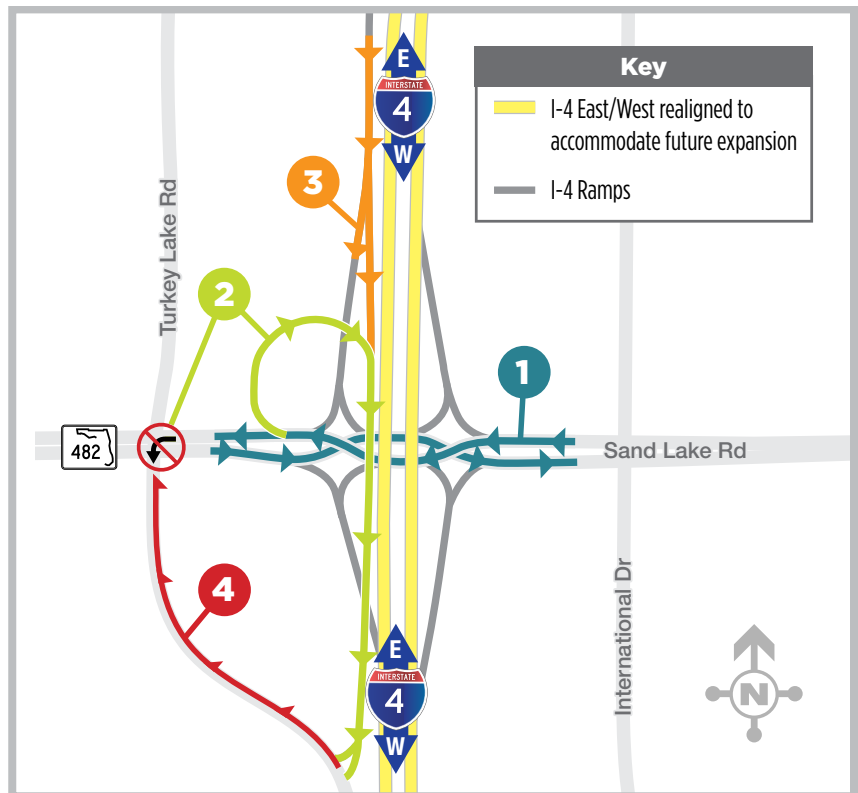 E
INTERSTATE
4
W
Key
I-4 East/West realigned to
accommodate future expansion
I-4 Ramps
3
Turkey Lake Rd
2
1
482
Sand Lake Rd
4
International Dr
E
INTERSTATE
4
W
N